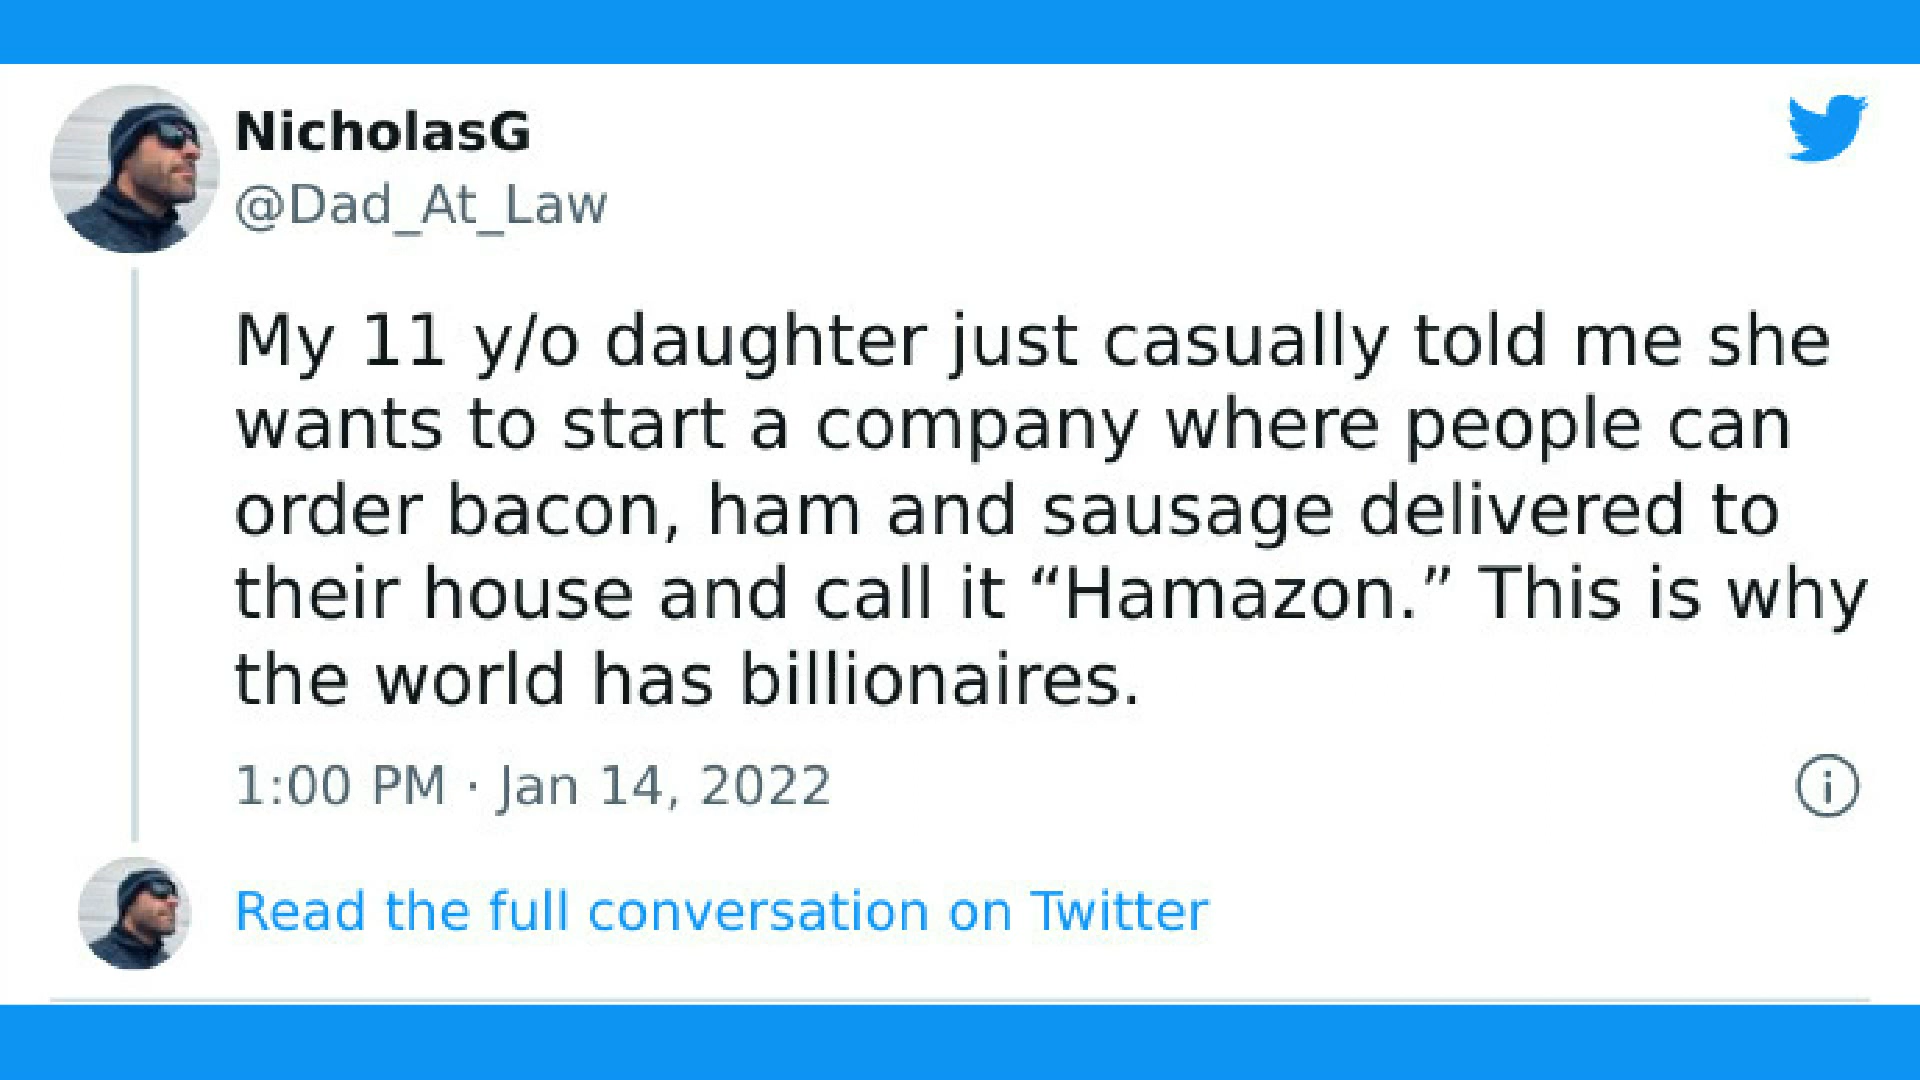 NicholasG
@Dad_At_Law
My 11 y/o daughter just casually told me she
wants to start a company where people can
order bacon, ham and sausage delivered to
their house and call it “Hamazon.” This is why
the world has billionaires.
1:00 PM · Jan 14, 2022
Read the full conversation on Twitter